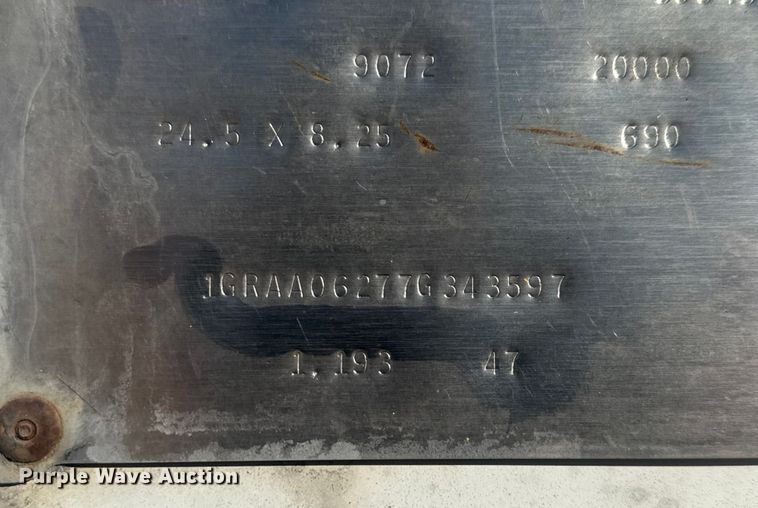 9072 20000
24.5 X 8.25 690
1GRAA06277G343597
1,193 47
Purple Wave Auction